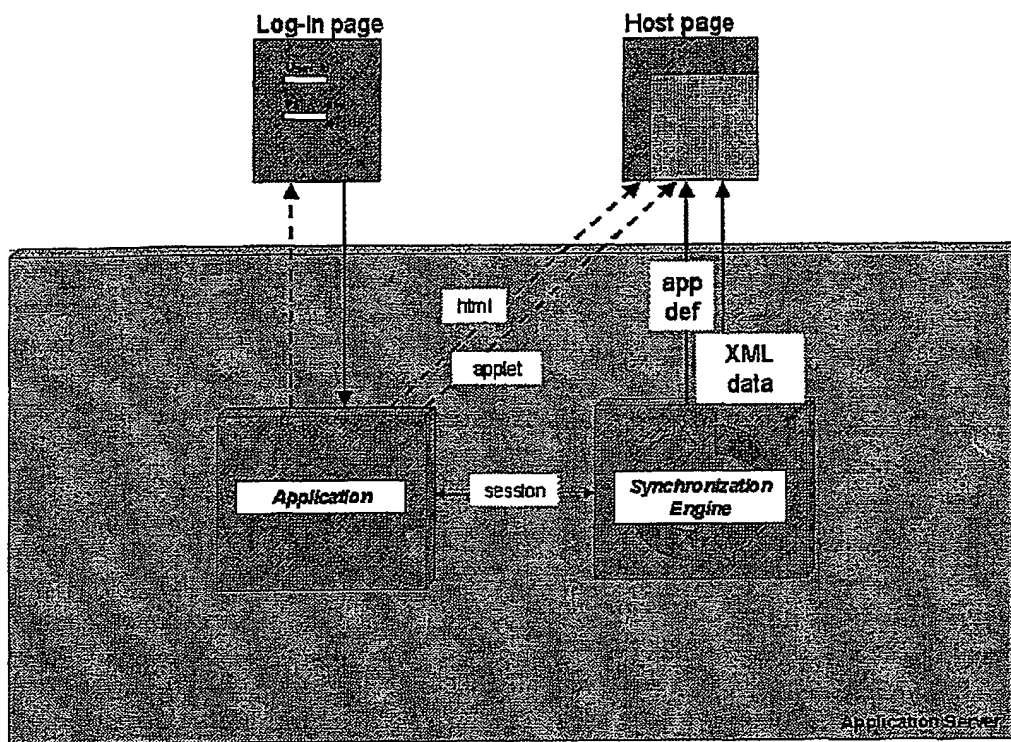 Log-In page
Host page
html
app
def
XML
data
applet
Application
session
Synchronization
Engine
Application Server